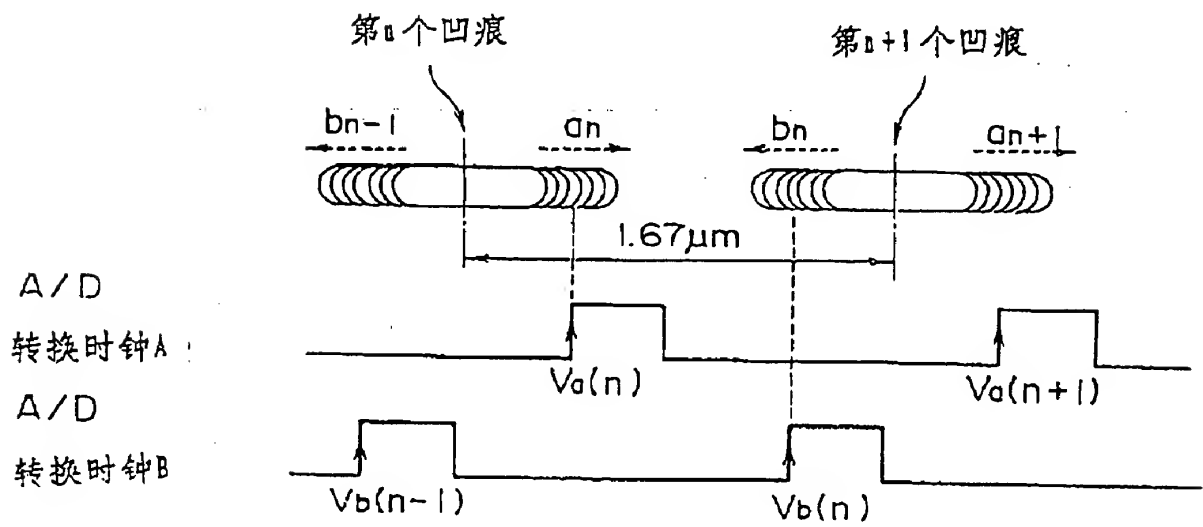 第n个凹痕
第n+1个凹痕
bn-1
an
bn
an+1
1.67μm
A/D
转换时钟A
Va(n)
Va(n+1)
A/D
转换时钟B
Vb(n-1)
Vb(n)